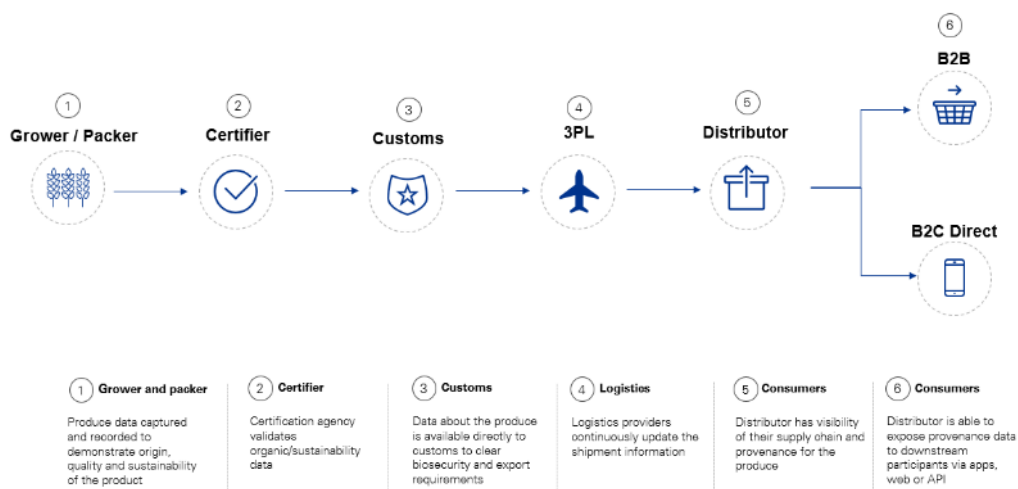 6
B2B
1
Grower / Packer
2
Certifier
3
Customs
4
3PL
5
Distributor
B2C Direct
1 Grower and packer
Produce data captured
and recorded to
demonstrate origin,
quality and sustainability
of the product
2 Certifier
Certification agency
validates
organic/sustainability
data
3 Customs
Data about the produce
is available directly to
customs to clear
biosecurity and export
requirements
4 Logistics
Logistics providers
continuously update the
shipment information
5 Consumers
Distributor has visibility
of their supply chain and
provenance for the
produce
6 Consumers
Distributor is able to
expose provenance data
to downstream
participants via apps,
web or API